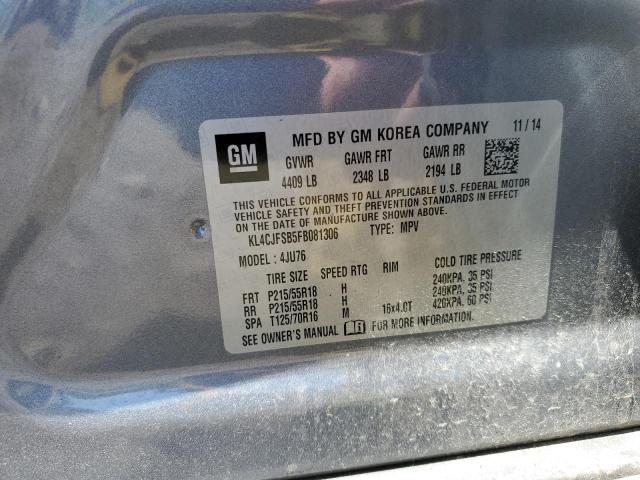 GM
MFD BY GM KOREA COMPANY 11/14
GVWR GAWR FRT GAWR RR
4409 LB 2348 LB 2194 LB
THIS VEHICLE CONFORMS TO ALL APPLICABLE U.S. FEDERAL MOTOR
VEHICLE SAFETY AND THEFT PREVENTION STANDARDS IN EFFECT
ON THE DATE OF MANUFACTURE SHOWN ABOVE.
KL4CJFSB5FB081306 TYPE: MPV
MODEL: 4JU76
TIRE SIZE SPEED RTG RIM COLD TIRE PRESSURE
FRT P215/55R18 H 240KPA, 35 PSI
RR P215/55R18 H 240KPA, 35 PSI
SPA T125/70R16 M 16x4.0T 420KPA, 60 PSI
SEE OWNER'S MANUAL FOR MORE INFORMATION.